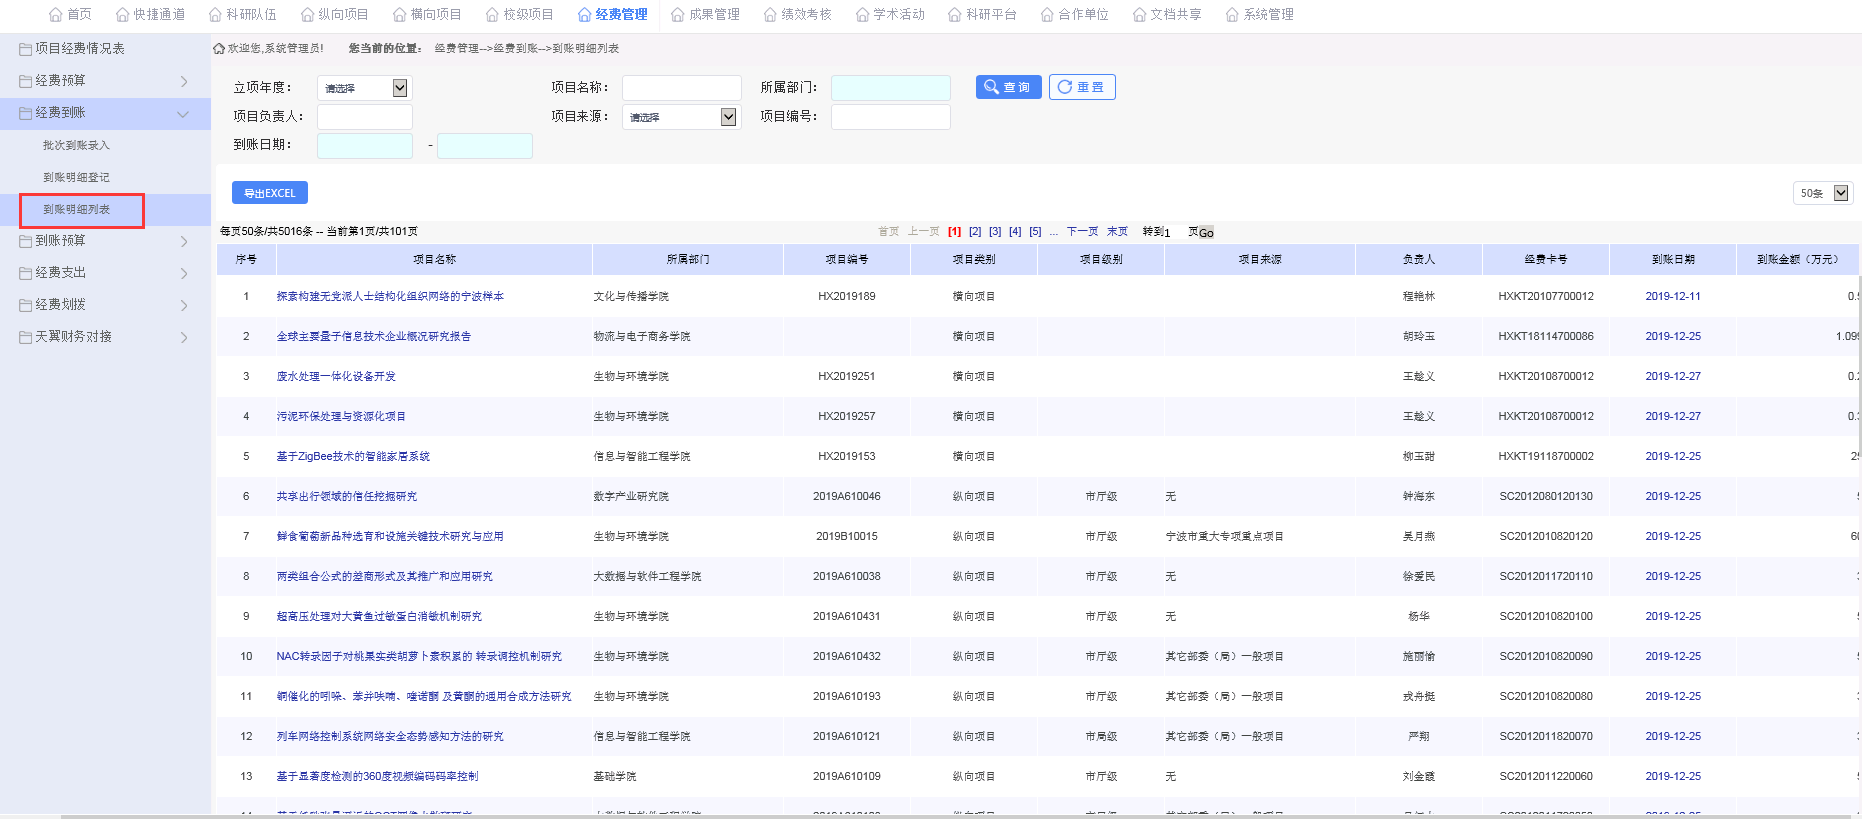 首页 快捷通道 科研队伍 纵向项目 横向项目 校级项目 经费管理 成果管理 绩效考核 学术活动 科研平台 合作单位 文档共享 系统管理
项目经费情况表
经费预算
经费到账
批次到账录入
到账明细登记
到账明细列表
到账预算
经费支出
经费划拨
天翼财务对接
欢迎您,系统管理员! 您当前的位置： 经费管理-->经费到账-->到账明细列表
立项年度： 请选择 项目名称： 所属部门： 查询 重置
项目负责人： 项目来源： 请选择 项目编号：
到账日期： -
导出EXCEL 50条
每页50条/共5016条 -- 当前第1页/共101页 首页 上一页 [1] [2] [3] [4] [5] ... 下一页 末页 转到1 页Go
序号 项目名称 所属部门 项目编号 项目类别 项目级别 项目来源 负责人 经费卡号 到账日期 到账金额（万元）
1 探索构建无党派人士结构化组织网络的宁波样本 文化与传播学院 HX2019189 横向项目 程艳林 HXKT20107700012 2019-12-11
2 全球主要量子信息技术企业概况研究报告 物流与电子商务学院 横向项目 胡玲玉 HXKT18114700086 2019-12-25 1.09
3 废水处理一体化设备开发 生物与环境学院 HX2019251 横向项目 王趁义 HXKT20108700012 2019-12-27
4 污泥环保处理与资源化项目 生物与环境学院 HX2019257 横向项目 王趁义 HXKT20108700012 2019-12-27
5 基于ZigBee技术的智能家居系统 信息与智能工程学院 HX2019153 横向项目 柳玉甜 HXKT19118700002 2019-12-25
6 共享出行领域的信任挖掘研究 数字产业研究院 2019A610046 纵向项目 市厅级 无 钟海东 SC2012080120130 2019-12-25
7 鲜食葡萄新品种选育和设施关键技术研究与应用 生物与环境学院 2019B10015 纵向项目 市厅级 宁波市重大专项重点项目 吴月燕 SC2012010820120 2019-12-25
8 两类组合公式的差商形式及其推广和应用研究 大数据与软件工程学院 2019A610038 纵向项目 市厅级 无 徐爱民 SC2012011720110 2019-12-25
9 超高压处理对大黄鱼过敏蛋白消敏机制研究 生物与环境学院 2019A610431 纵向项目 市厅级 无 杨华 SC2012010820100 2019-12-25
10 NAC转录因子对桃果实类胡萝卜素积累的 转录调控机制研究 生物与环境学院 2019A610432 纵向项目 市厅级 其它部委（局）一般项目 施丽愉 SC2012010820090 2019-12-25
11 铜催化的吲哚、苯并呋喃、喹诺酮 及黄酮的通用合成方法研究 生物与环境学院 2019A610193 纵向项目 市厅级 其它部委（局）一般项目 戎舟挺 SC2012010820080 2019-12-25
12 列车网络控制系统网络安全态势感知方法的研究 信息与智能工程学院 2019A610121 纵向项目 市局级 其它部委（局）一般项目 严翔 SC2012011820070 2019-12-25
13 基于显著度检测的360度视频编码码率控制 基础学院 2019A610109 纵向项目 市厅级 无 刘金霞 SC2012011220060 2019-12-25